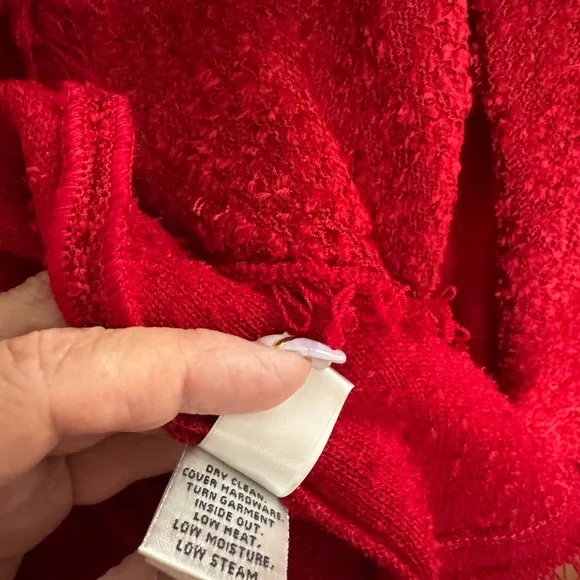 DRY CLEAN.
COVER HARDWARE.
TURN GARMENT
INSIDE OUT.
LOW HEAT,
LOW MOISTURE,
LOW STEAM